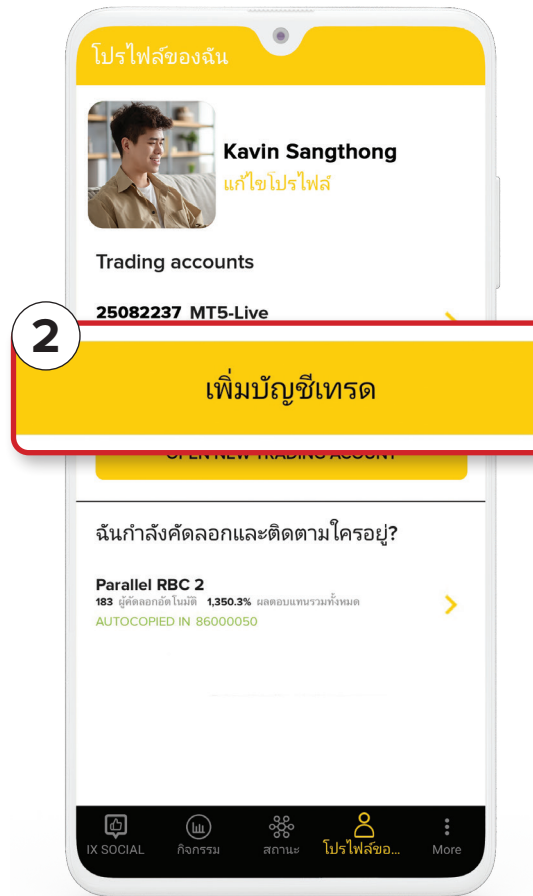 โปรไฟล์ของฉัน
Kavin Sangthong
แก้ไขโปรไฟล์
Trading accounts
25082237 MT5-Live
2
เพิ่มบัญชีเทรด
OPEN NEW TRADING ACOUNT
ฉันกำลังคัดลอกและติดตามใครอยู่?
Parallel RBC 2
183 ผู้คัดลอกอัตโนมัติ 1,350.3% ผลตอบแทนรวมทั้งหมด
AUTOCOPIED IN 86000050
IX SOCIAL กิจกรรม สถานะ โปรไฟล์ขอ... More